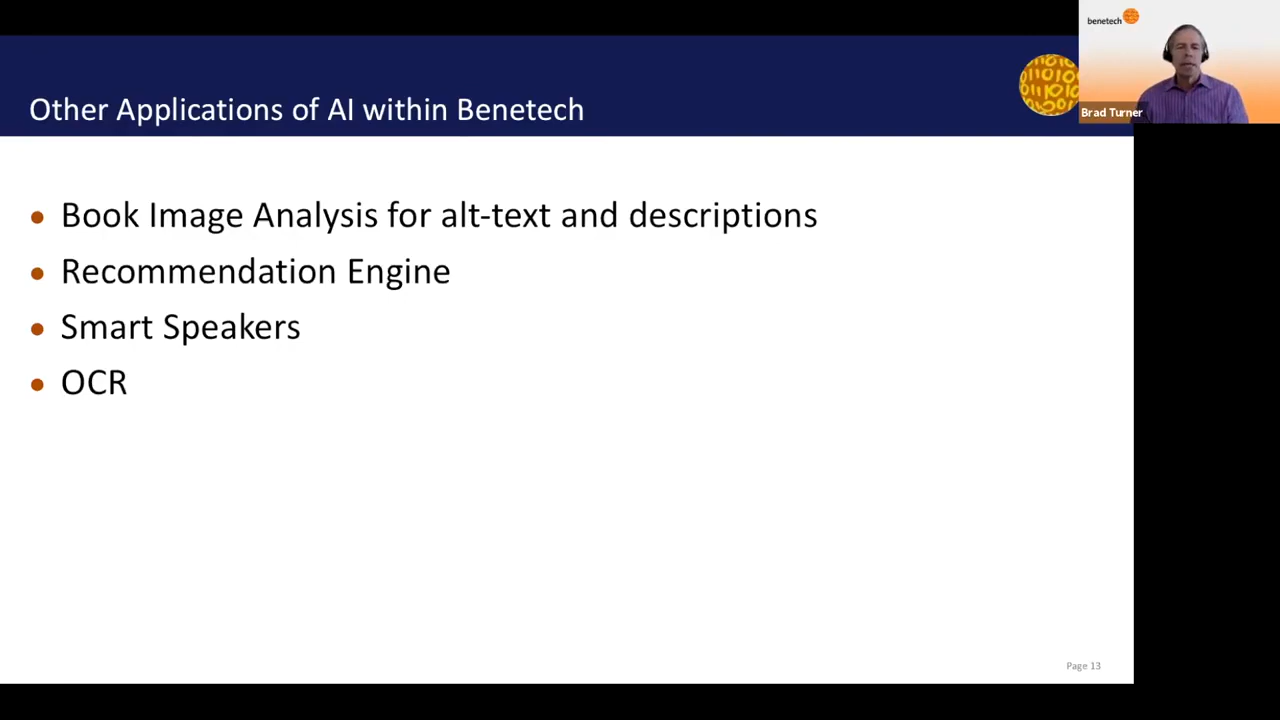 benetech
Brad Turner
Other Applications of AI within Benetech
• Book Image Analysis for alt-text and descriptions
• Recommendation Engine
• Smart Speakers
• OCR
Page 13